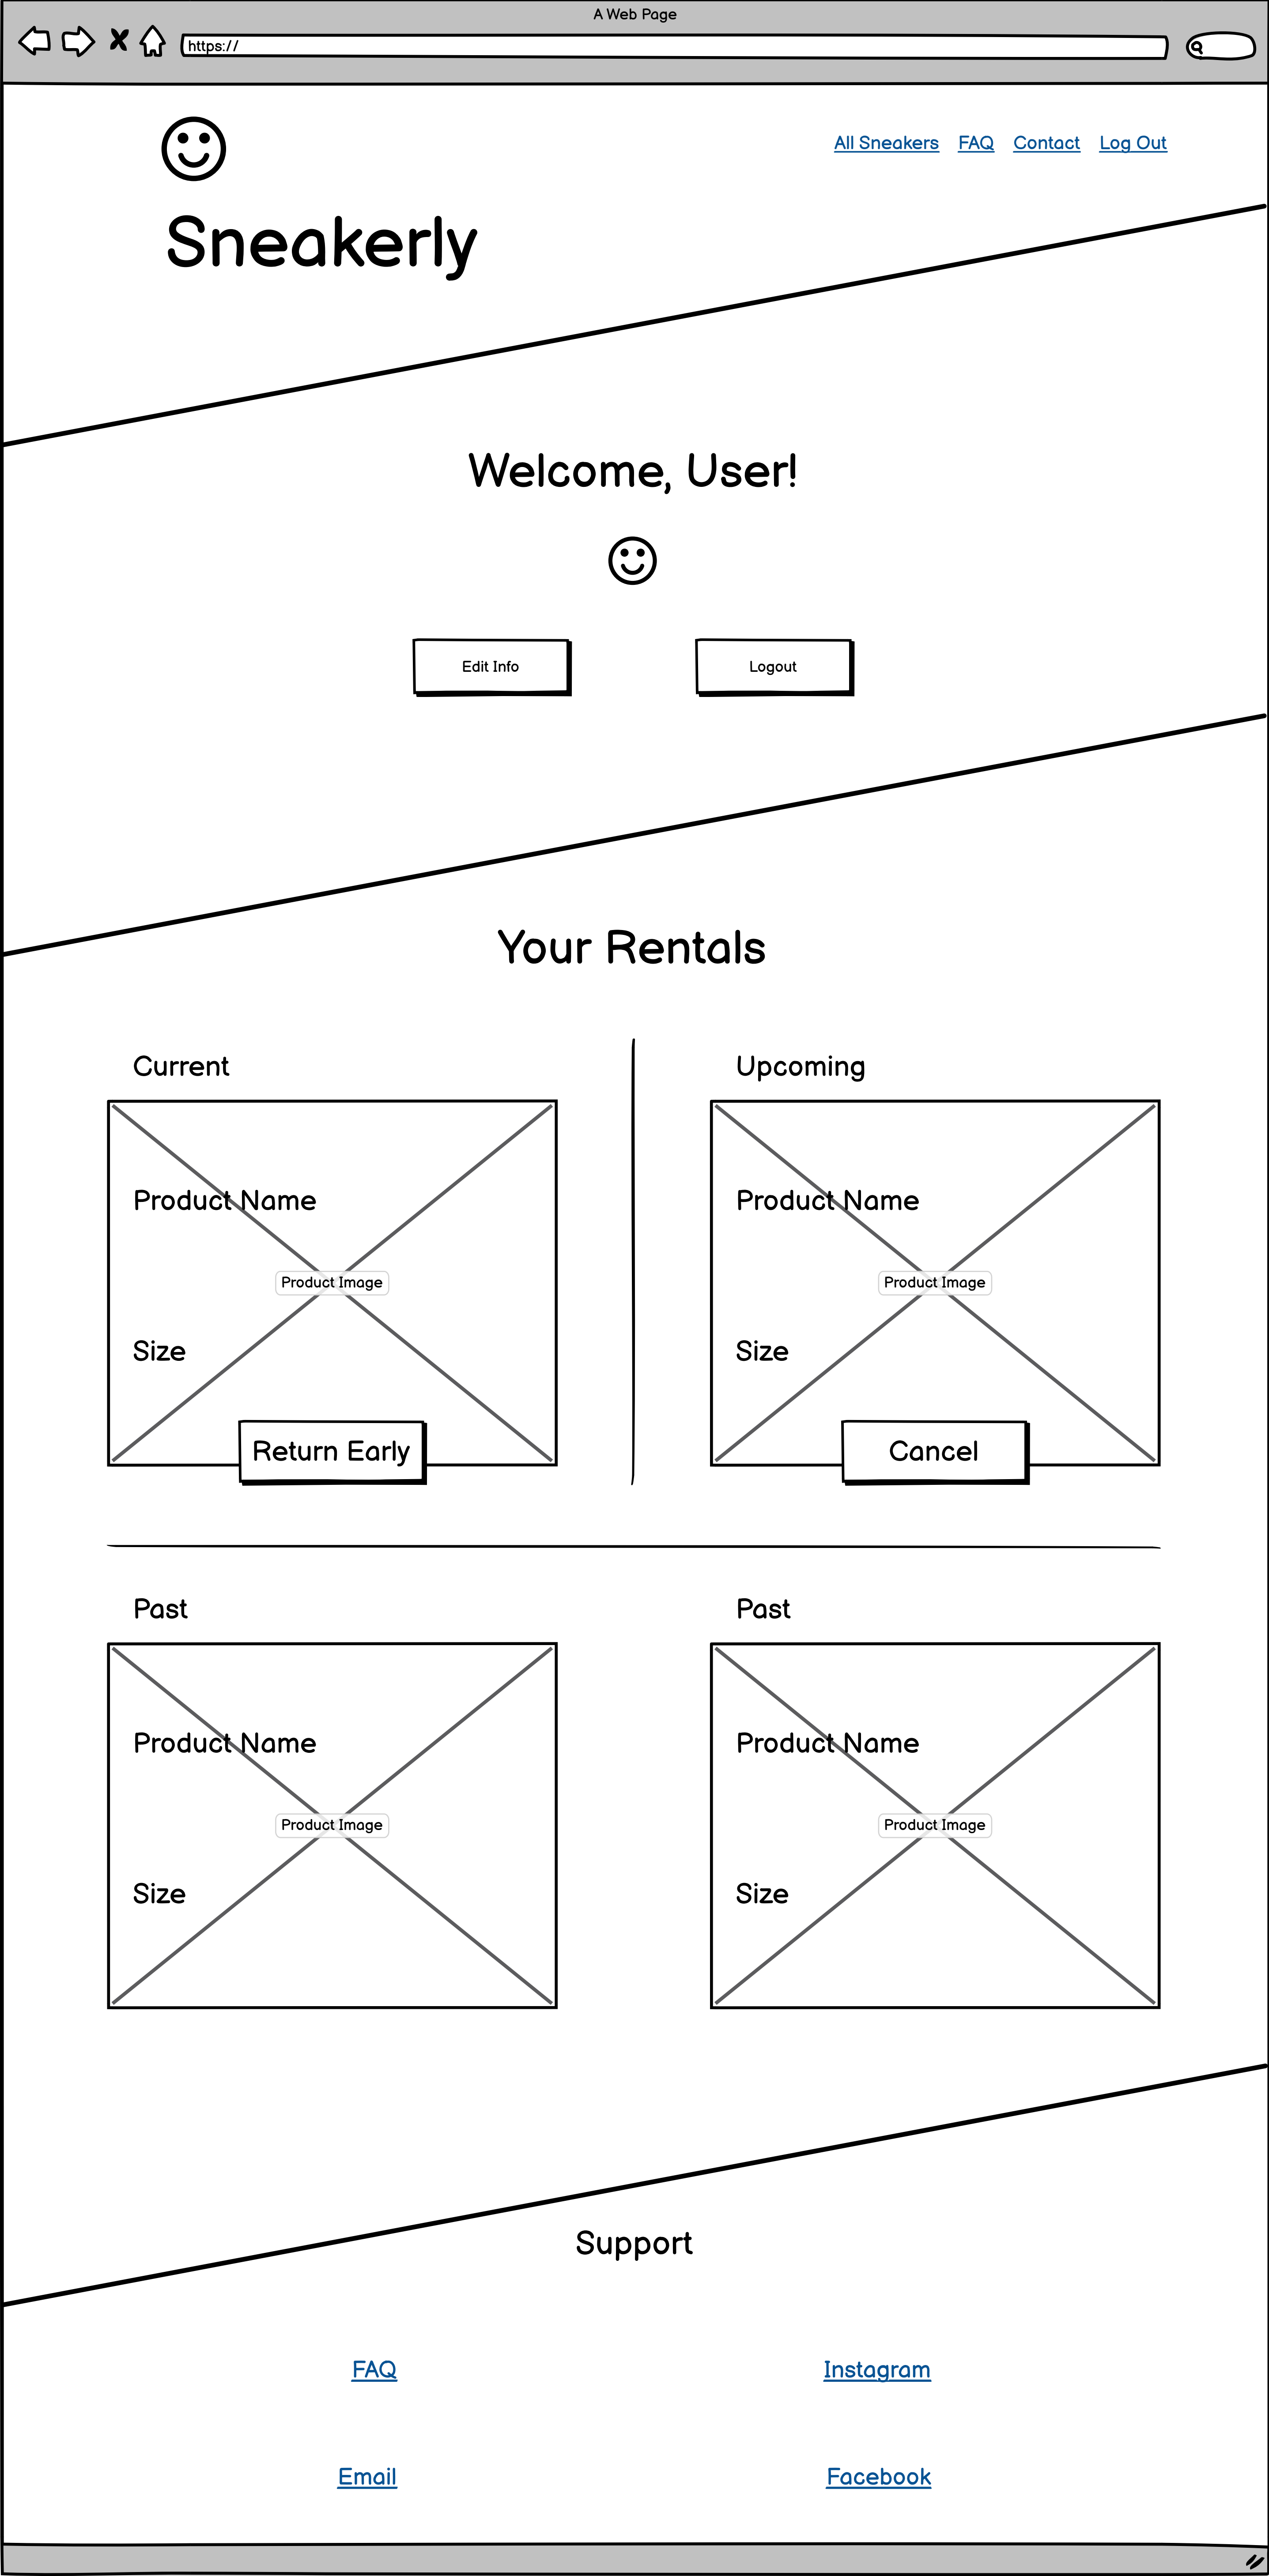 A Web Page
https://
All Sneakers FAQ Contact Log Out
Sneakerly
Welcome, User!
Edit Info Logout
Your Rentals
Current Upcoming
Product Name Product Name
Product Image Product Image
Size Size
Return Early Cancel
Past Past
Product Name Product Name
Product Image Product Image
Size Size
Support
FAQ Instagram
Email Facebook